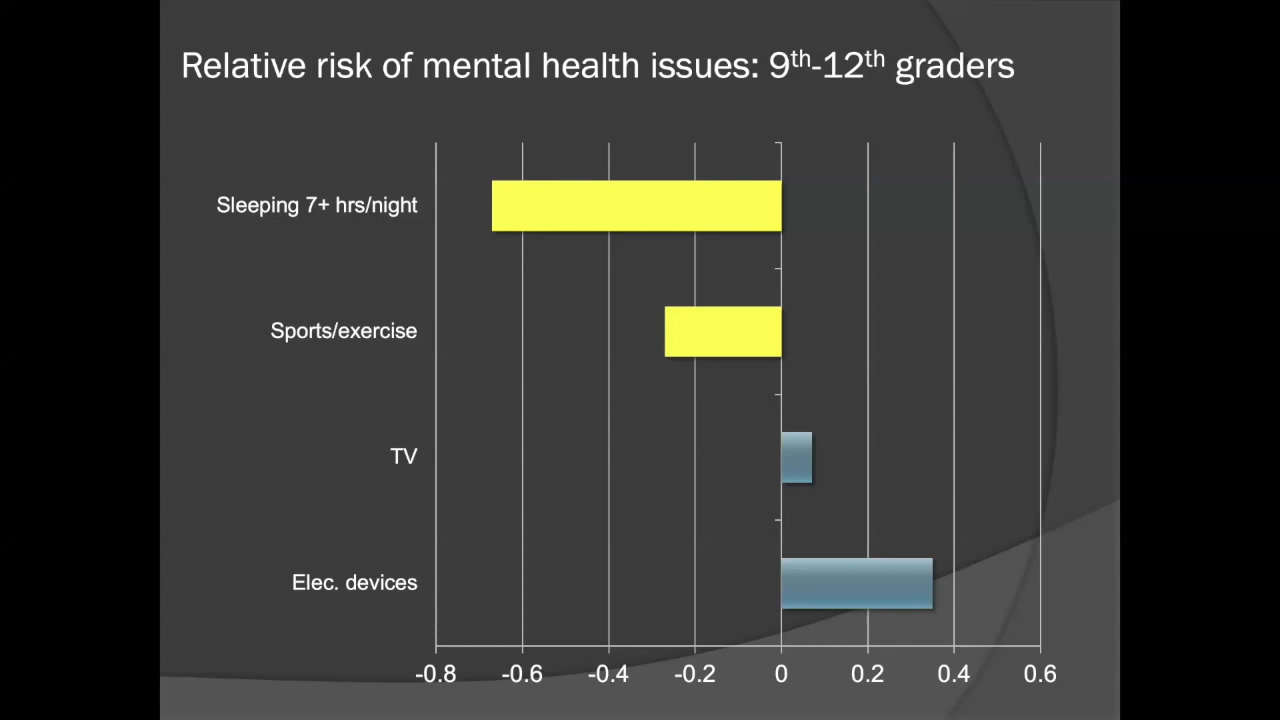 Relative risk of mental health issues: 9th-12th graders
Sleeping 7+ hrs/night
Sports/exercise
TV
Elec. devices
-0.8 -0.6 -0.4 -0.2 0 0.2 0.4 0.6